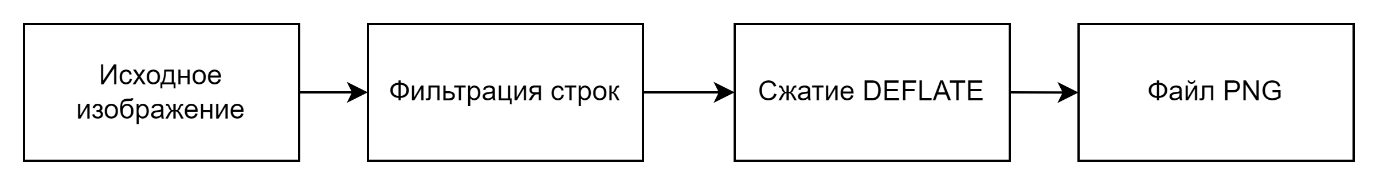 Исходное
изображение
Фильтрация строк
Сжатие DEFLATE
Файл PNG